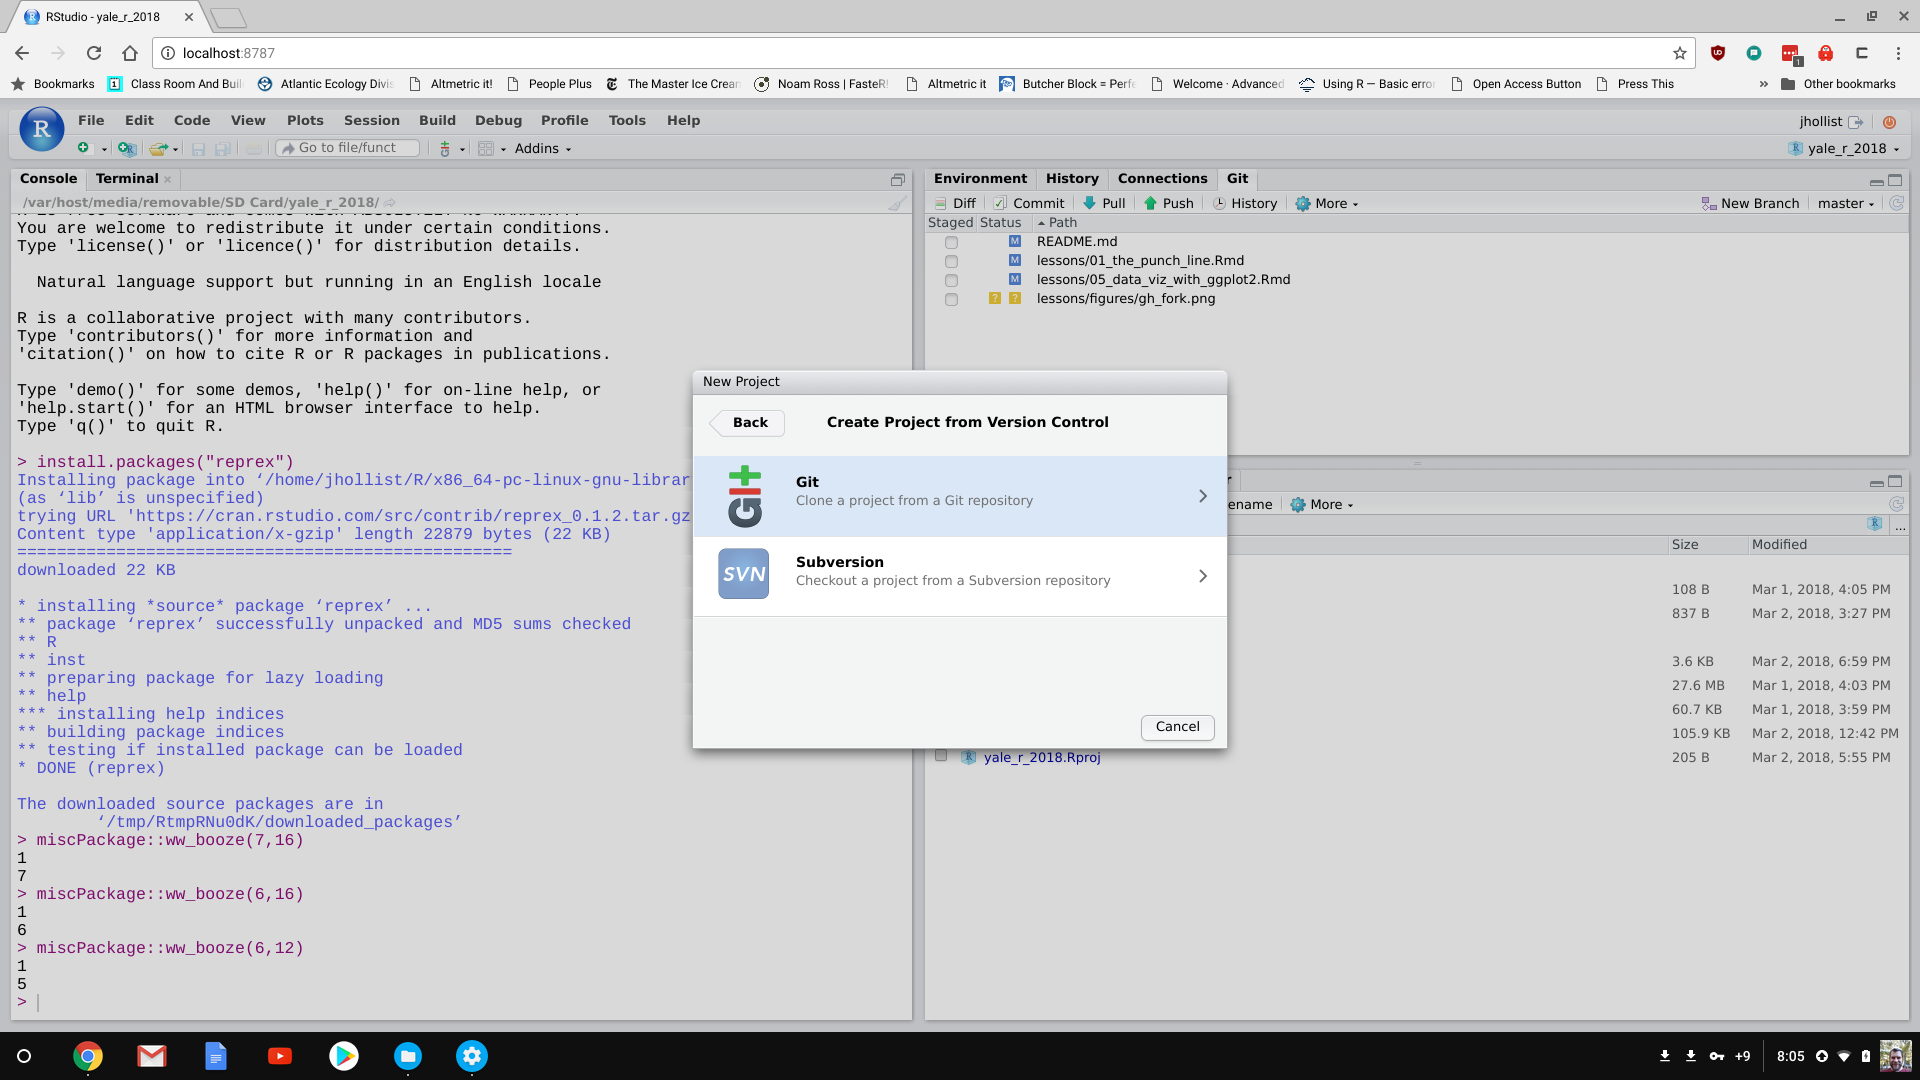 RStudio - yale_r_2018
localhost:8787
Bookmarks
Class Room And Buil
Atlantic Ecology Divis
Altmetric it!
People Plus
The Master Ice Cream
Noam Ross | FasteR!
Altmetric it
Butcher Block = Perfe
Welcome · Advanced
Using R — Basic error
Open Access Button
Press This
»
Other bookmarks
File Edit Code View Plots Session Build Debug Profile Tools Help
jhollist
Go to file/funct
Addins
yale_r_2018
Console
Terminal
/var/host/media/removable/SD Card/yale_r_2018/
You are welcome to redistribute it under certain conditions.
Type 'license()' or 'licence()' for distribution details.
Natural language support but running in an English locale
R is a collaborative project with many contributors.
Type 'contributors()' for more information and
'citation()' on how to cite R or R packages in publications.
Type 'demo()' for some demos, 'help()' for on-line help, or
'help.start()' for an HTML browser interface to help.
Type 'q()' to quit R.
> install.packages("reprex")
Installing package into ‘/home/jhollist/R/x86_64-pc-linux-gnu-librar
(as ‘lib’ is unspecified)
trying URL 'https://cran.rstudio.com/src/contrib/reprex_0.1.2.tar.gz
Content type 'application/x-gzip' length 22879 bytes (22 KB)
==================================================
downloaded 22 KB
* installing *source* package ‘reprex’ ...
** package ‘reprex’ successfully unpacked and MD5 sums checked
** R
** inst
** preparing package for lazy loading
** help
*** installing help indices
** building package indices
** testing if installed package can be loaded
* DONE (reprex)
The downloaded source packages are in
‘/tmp/RtmpRNu0dK/downloaded_packages’
> miscPackage::ww_booze(7,16)
1
7
> miscPackage::ww_booze(6,16)
1
6
> miscPackage::ww_booze(6,12)
1
5
>
Environment History Connections Git
Diff Commit Pull Push History More New Branch master
Staged Status Path
M README.md
M lessons/01_the_punch_line.Rmd
M lessons/05_data_viz_with_ggplot2.Rmd
? ? lessons/figures/gh_fork.png
New Project
Back
Create Project from Version Control
Git
Clone a project from a Git repository
SVN
Subversion
Checkout a project from a Subversion repository
Cancel
ename
More
...
Size Modified
108 B Mar 1, 2018, 4:05 PM
837 B Mar 2, 2018, 3:27 PM
3.6 KB Mar 2, 2018, 6:59 PM
27.6 MB Mar 1, 2018, 4:03 PM
60.7 KB Mar 1, 2018, 3:59 PM
105.9 KB Mar 2, 2018, 12:42 PM
yale_r_2018.Rproj 205 B Mar 2, 2018, 5:55 PM
+9
8:05